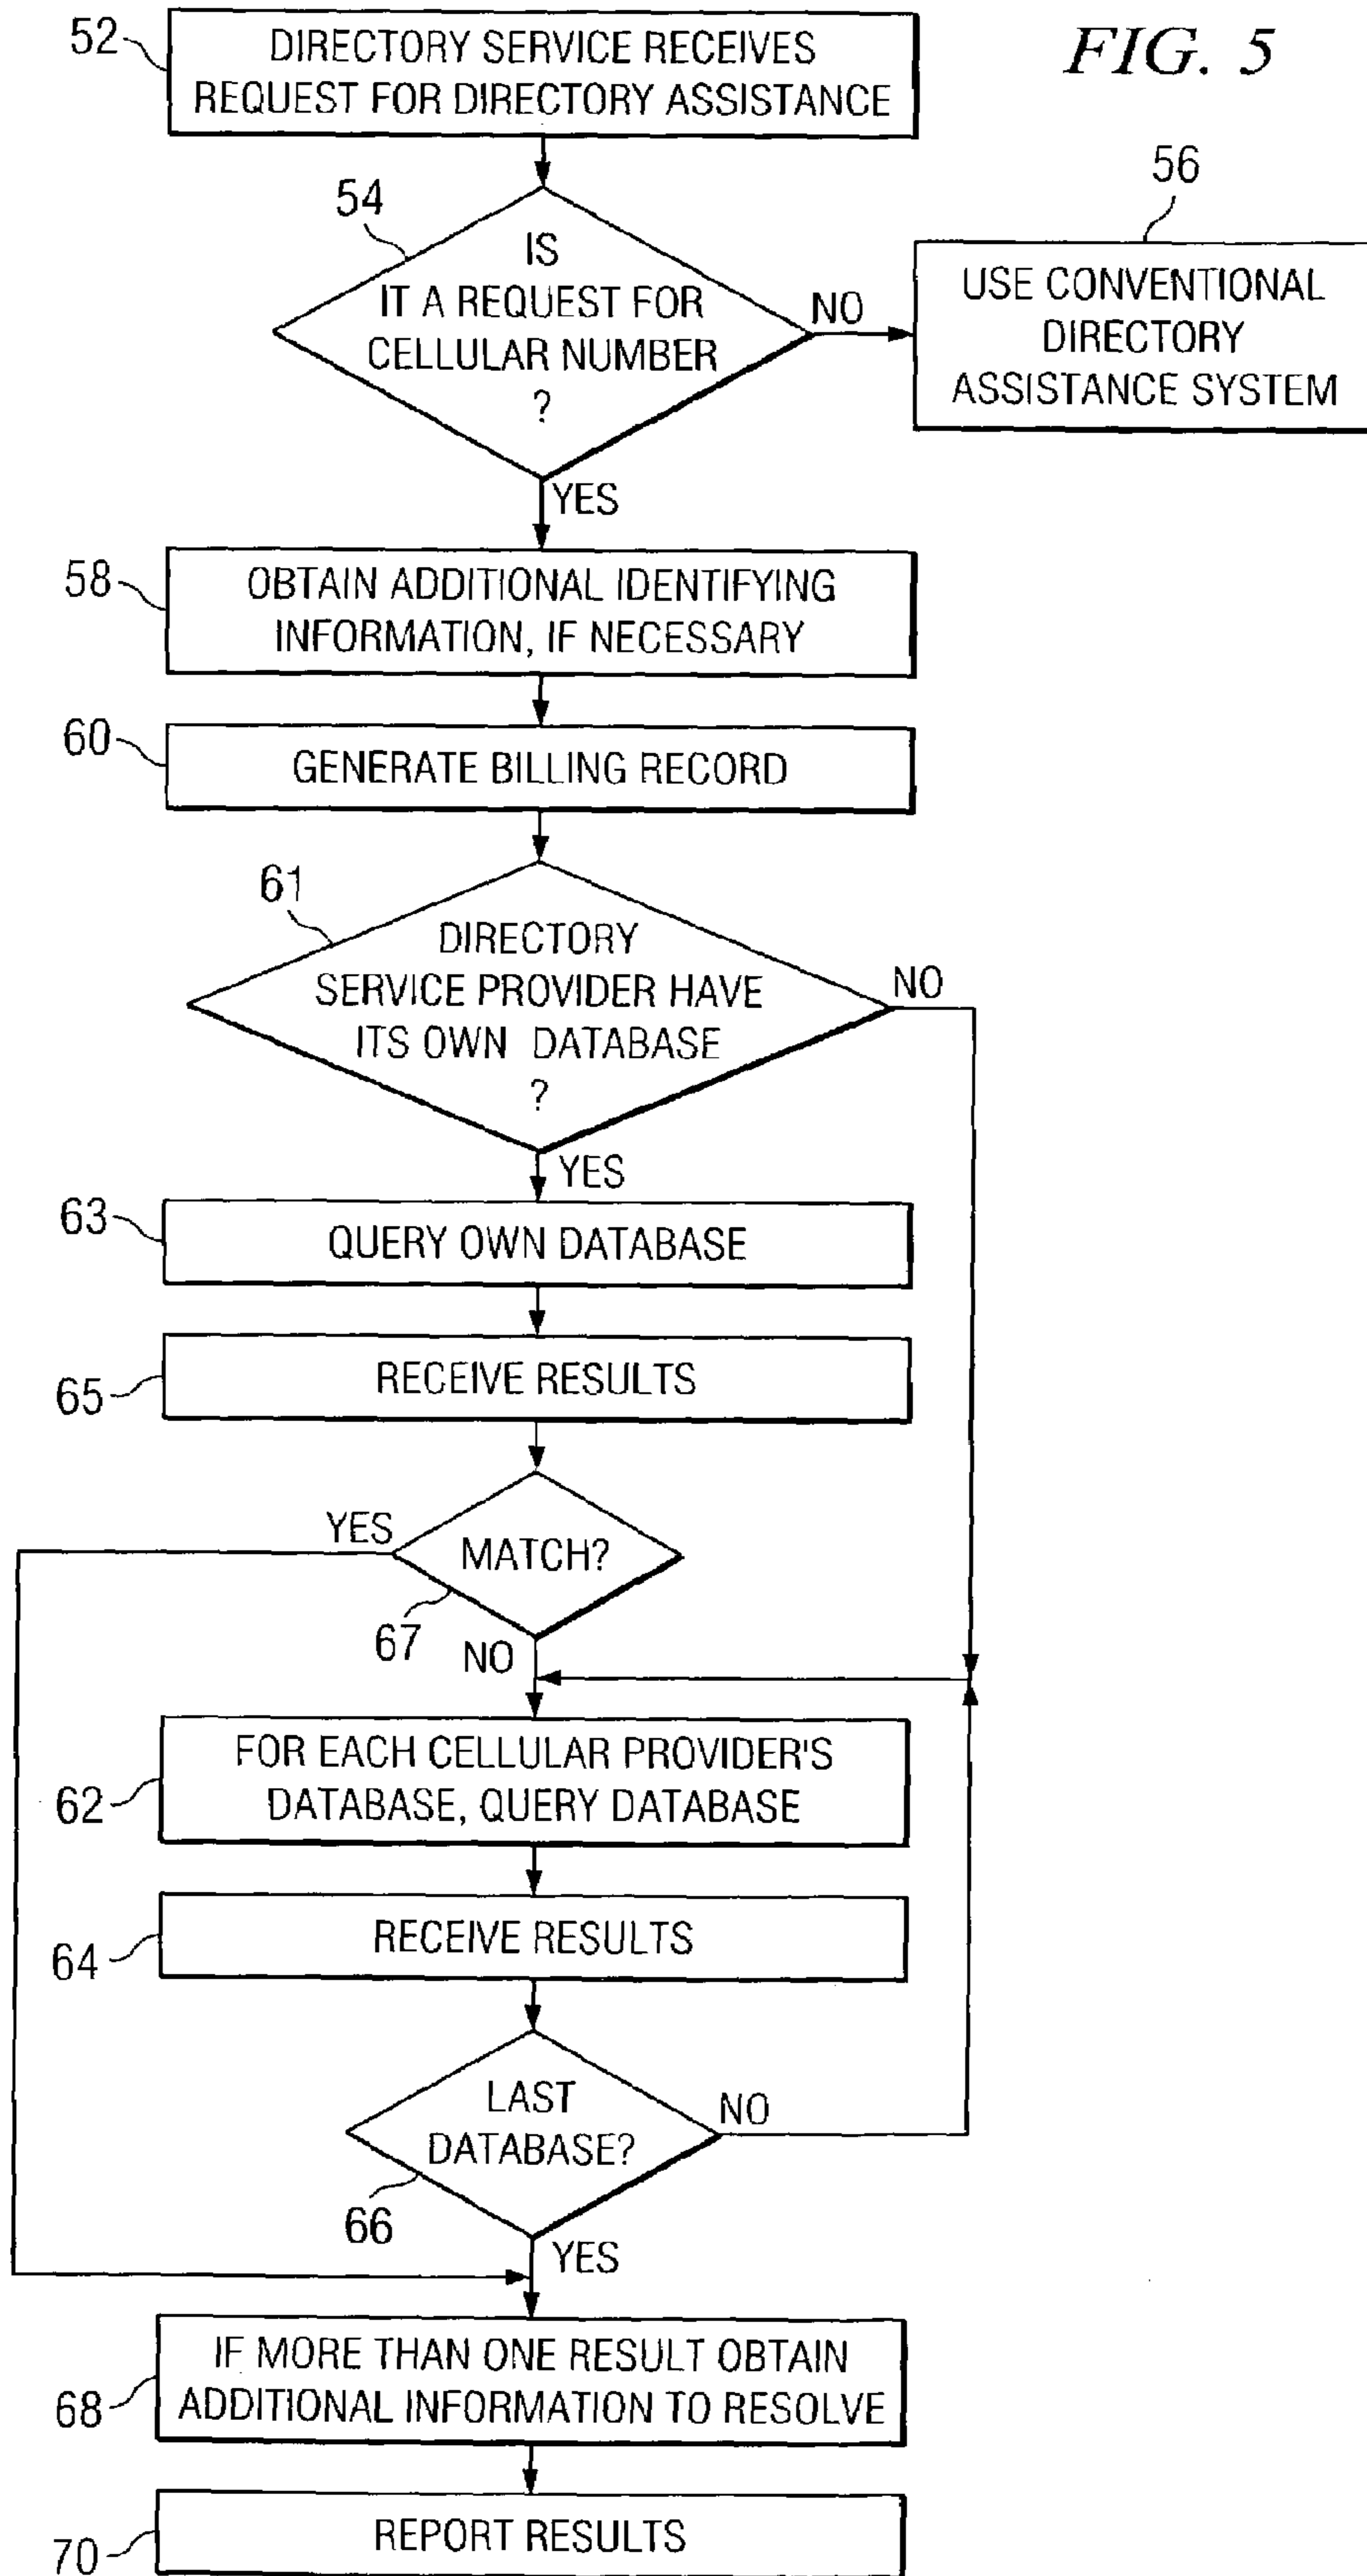 FIG. 5
52
DIRECTORY SERVICE RECEIVES
REQUEST FOR DIRECTORY ASSISTANCE
54
IS
IT A REQUEST FOR
CELLULAR NUMBER
?
NO
56
USE CONVENTIONAL
DIRECTORY
ASSISTANCE SYSTEM
YES
58
OBTAIN ADDITIONAL IDENTIFYING
INFORMATION, IF NECESSARY
60
GENERATE BILLING RECORD
61
DIRECTORY
SERVICE PROVIDER HAVE
ITS OWN DATABASE
?
NO
YES
63
QUERY OWN DATABASE
65
RECEIVE RESULTS
YES
MATCH?
67
NO
62
FOR EACH CELLULAR PROVIDER'S
DATABASE, QUERY DATABASE
64
RECEIVE RESULTS
LAST
DATABASE?
NO
66
YES
68
IF MORE THAN ONE RESULT OBTAIN
ADDITIONAL INFORMATION TO RESOLVE
70
REPORT RESULTS